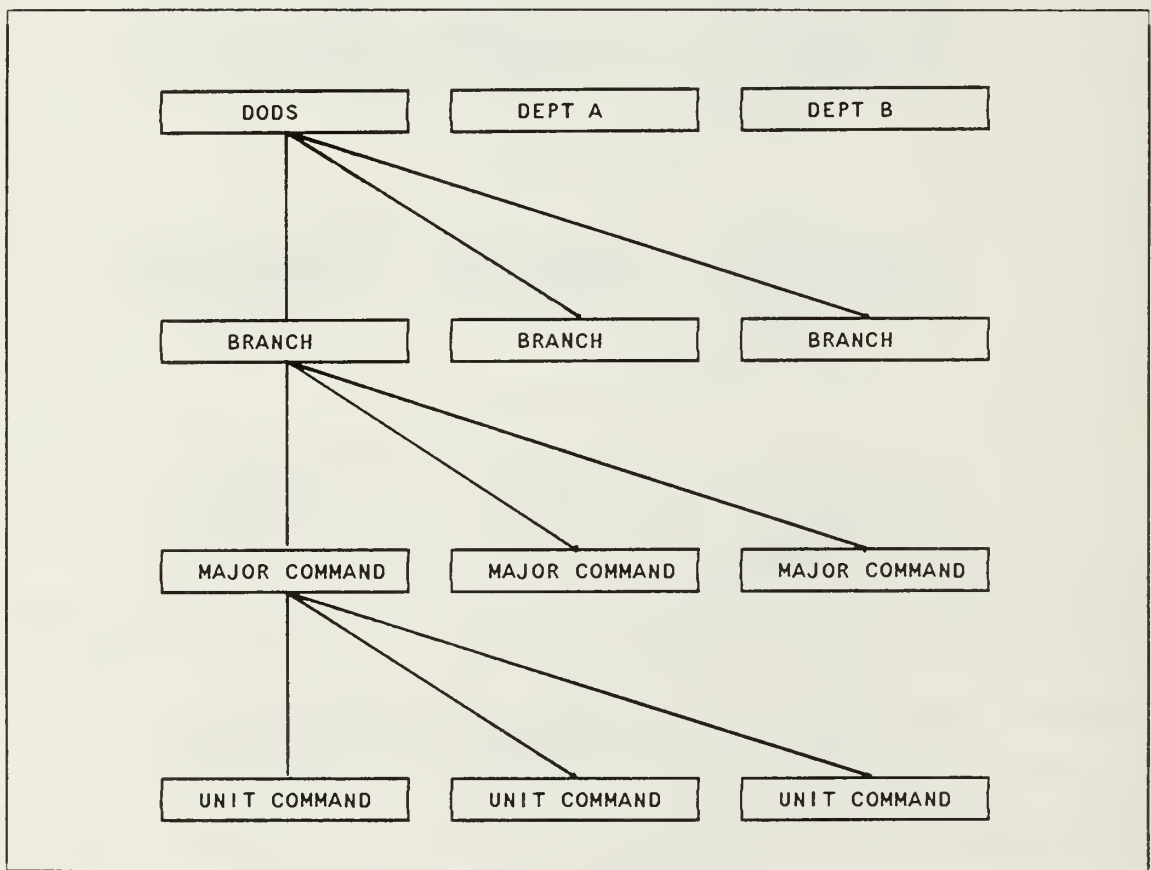 DODS
DEPT A
DEPT B
BRANCH
BRANCH
BRANCH
MAJOR COMMAND
MAJOR COMMAND
MAJOR COMMAND
UNIT COMMAND
UNIT COMMAND
UNIT COMMAND